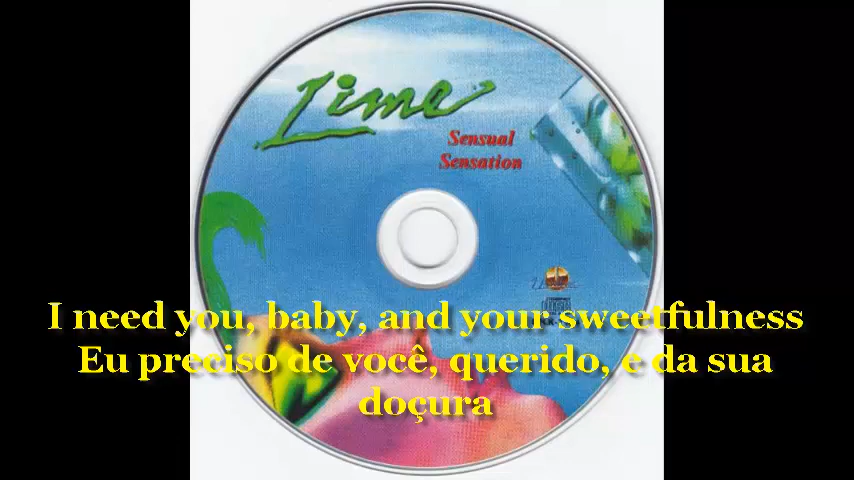 Lime
Sensual
Sensation
I need you, baby, and your sweetfulness
Eu preciso de você, querido, e da sua
doçura